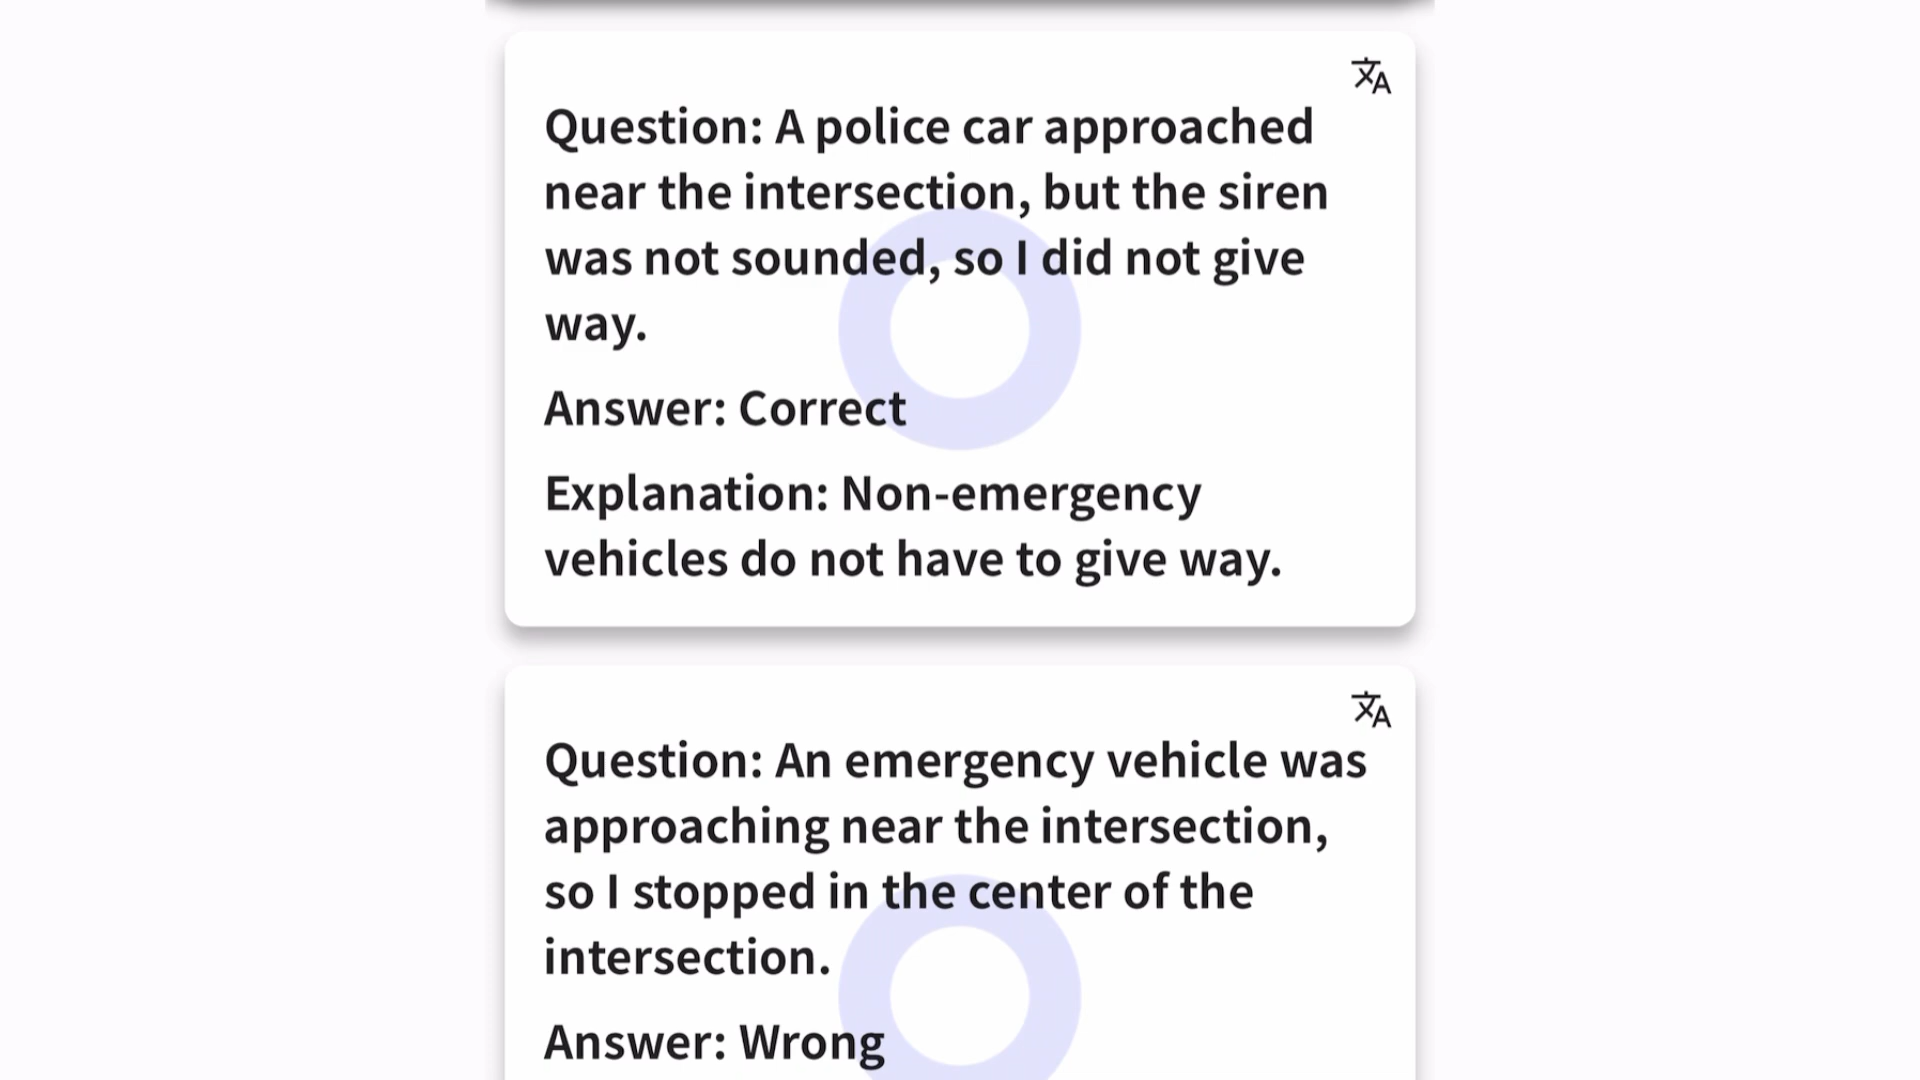 Question: A police car approached
near the intersection, but the siren
was not sounded, so I did not give
way.
Answer: Correct
Explanation: Non-emergency
vehicles do not have to give way.
Question: An emergency vehicle was
approaching near the intersection,
so I stopped in the center of the
intersection.
Answer: Wrong